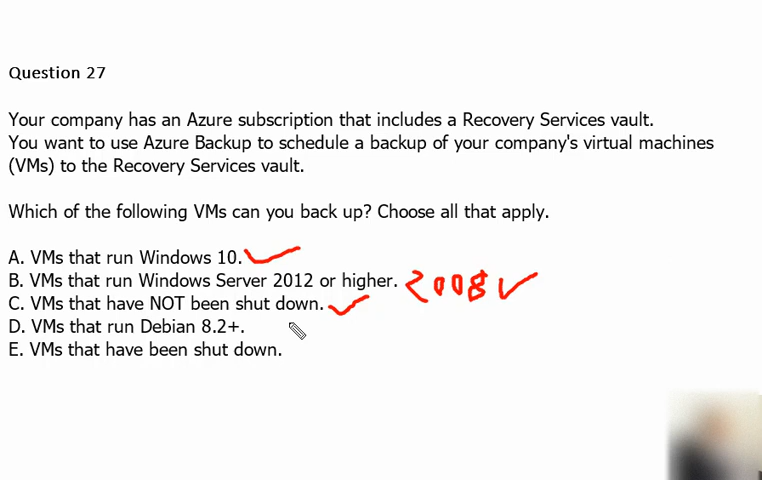 Question 27
Your company has an Azure subscription that includes a Recovery Services vault.
You want to use Azure Backup to schedule a backup of your company's virtual machines
(VMs) to the Recovery Services vault.
Which of the following VMs can you back up? Choose all that apply.
A. VMs that run Windows 10.
B. VMs that run Windows Server 2012 or higher. 2008
C. VMs that have NOT been shut down.
D. VMs that run Debian 8.2+.
E. VMs that have been shut down.